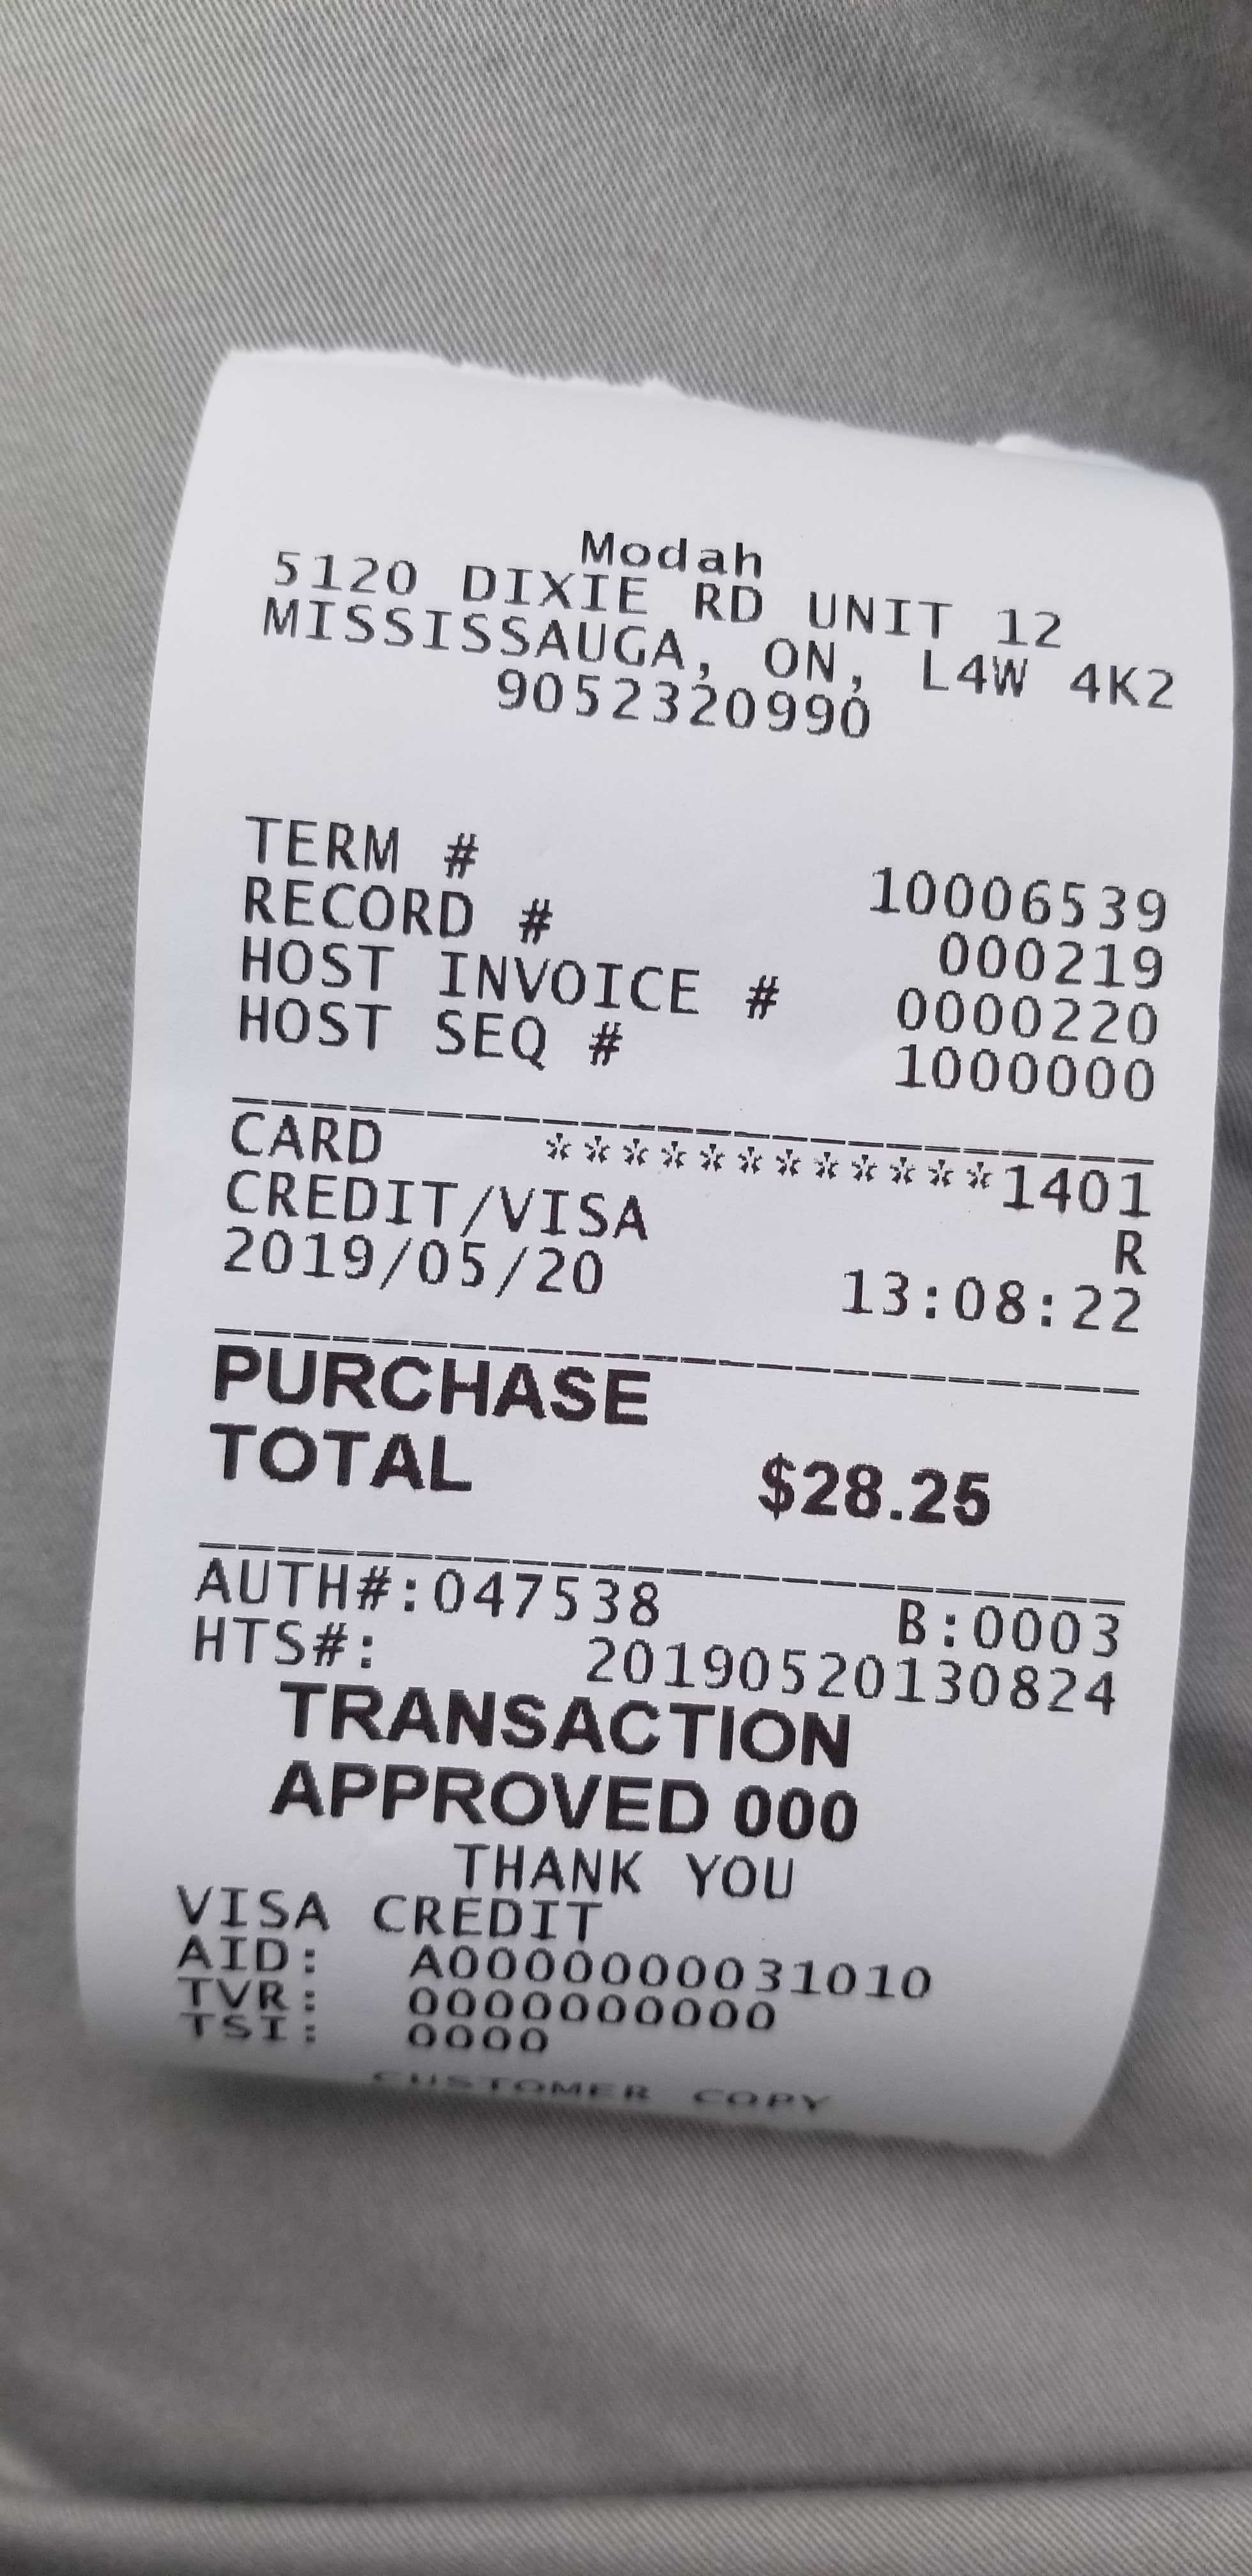 Modah
5120 DIXIE RD UNIT 12
MISSISSAUGA, ON, L4W 4K2
9052320990
TERM # 10006539
RECORD # 000219
HOST INVOICE # 0000220
HOST SEQ # 1000000
CARD ************1401
CREDIT/VISA R
2019/05/20 13:08:22
PURCHASE
TOTAL $28.25
AUTH#:047538 B:0003
HTS#: 20190520130824
TRANSACTION
APPROVED 000
THANK YOU
VISA CREDIT
AID: A0000000031010
TVR: 0000000000
TSI: 0000
CUSTOMER COPY